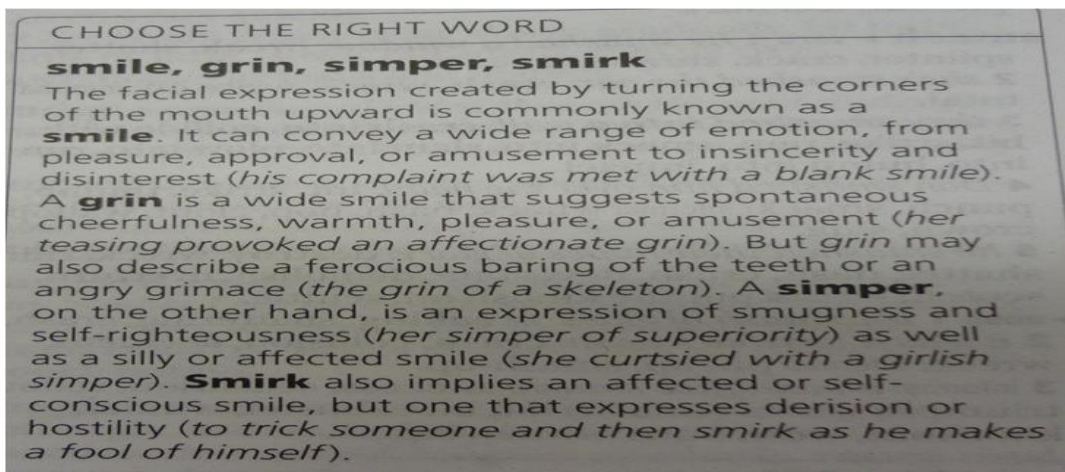 CHOOSE THE RIGHT WORD
smile, grin, simper, smirk
The facial expression created by turning the corners
of the mouth upward is commonly known as a
smile. It can convey a wide range of emotion, from
pleasure, approval, or amusement to insincerity and
disinterest (his complaint was met with a blank smile).
A grin is a wide smile that suggests spontaneous
cheerfulness, warmth, pleasure, or amusement (her
teasing provoked an affectionate grin). But grin may
also describe a ferocious baring of the teeth or an
angry grimace (the grin of a skeleton). A simper,
on the other hand, is an expression of smugness and
self-righteousness (her simper of superiority) as well
as a silly or affected smile (she curtsied with a girlish
simper). Smirk also implies an affected or self-
conscious smile, but one that expresses derision or
hostility (to trick someone and then smirk as he makes
a fool of himself).